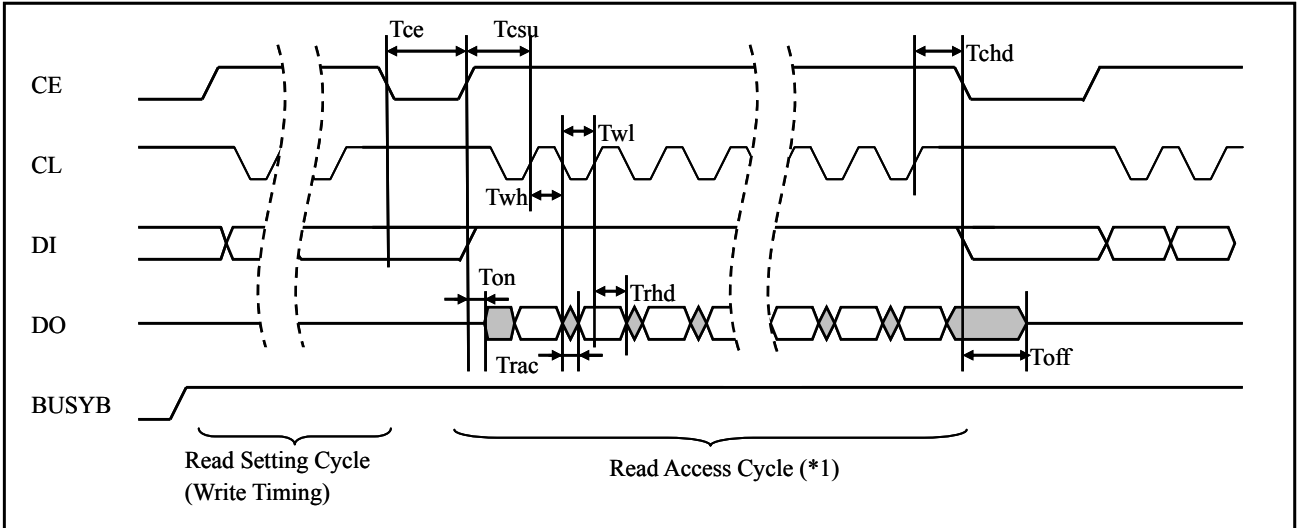 Tce
Tcsu
Tchd
CE
CL
Twl
Twh
DI
Ton
Trhd
DO
Trac
Toff
BUSYB
Read Setting Cycle
(Write Timing)
Read Access Cycle (*1)